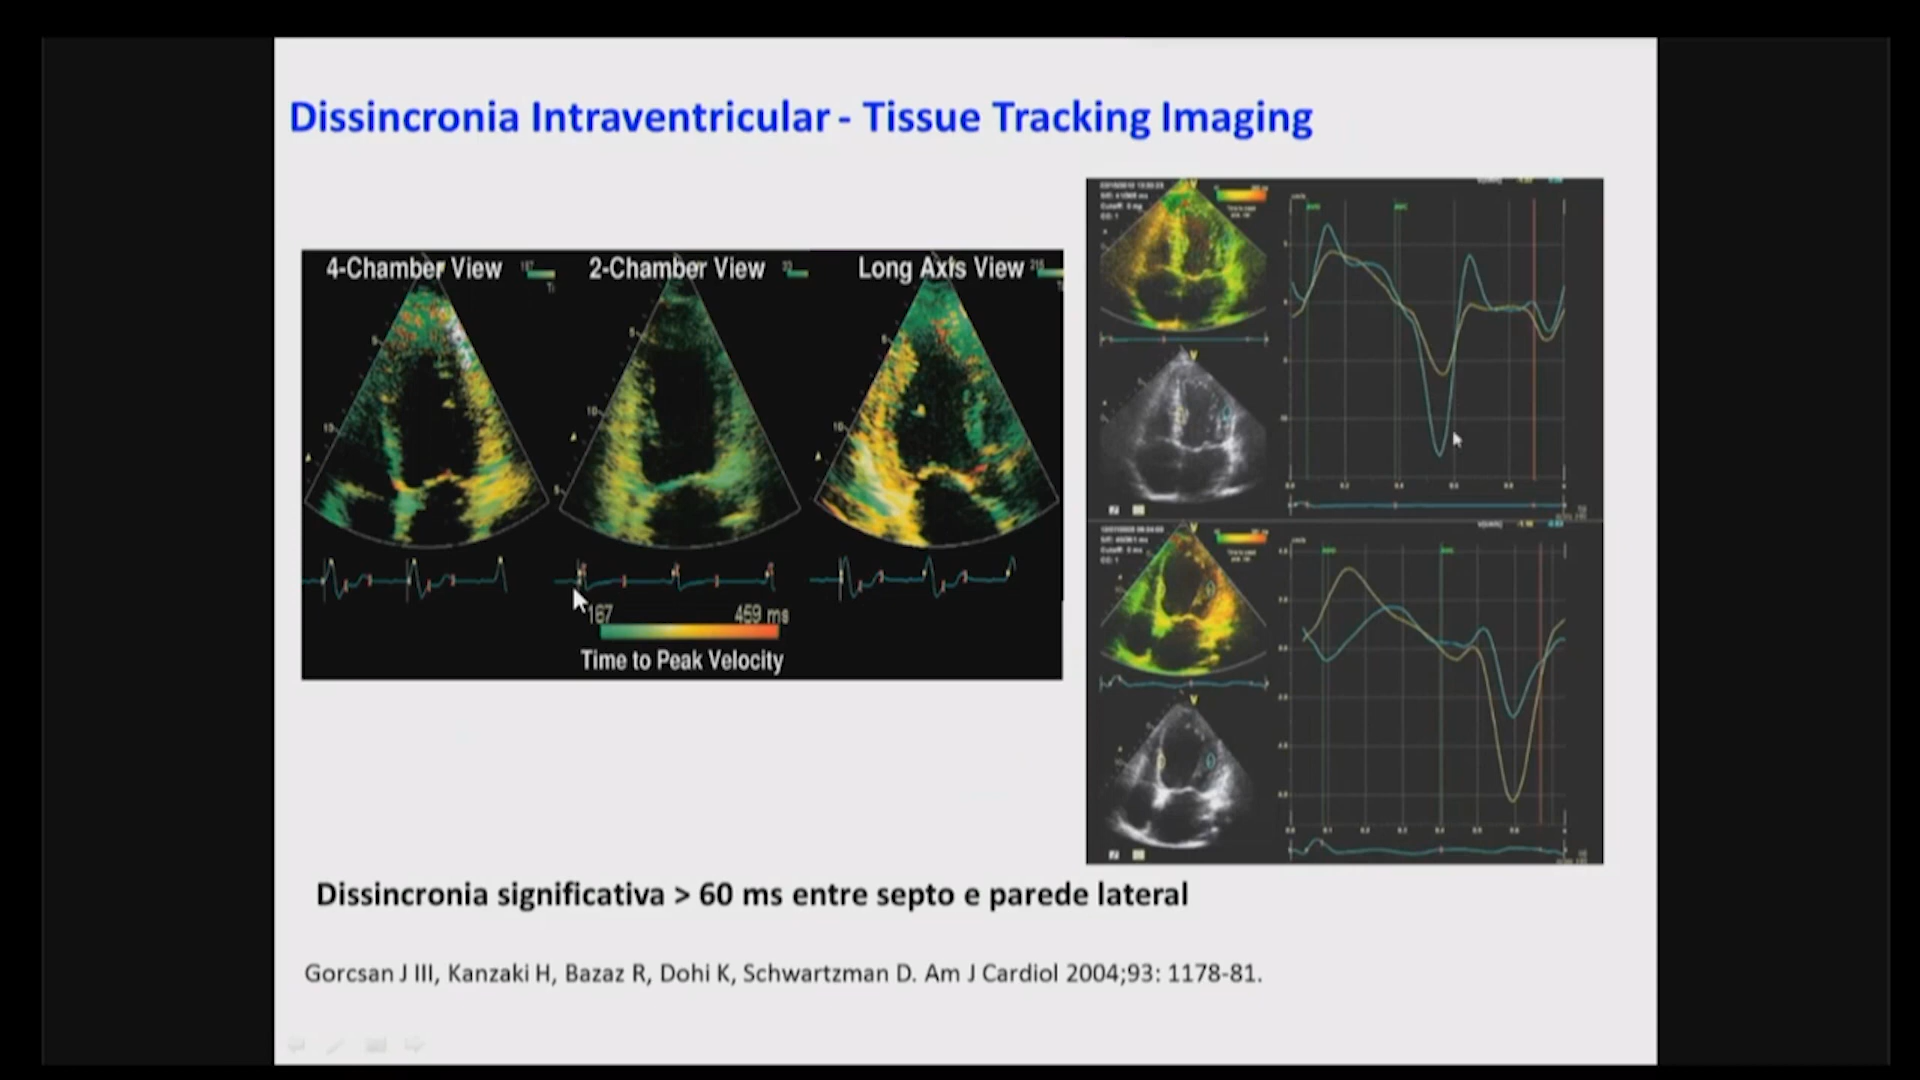 Dissincronia Intraventricular - Tissue Tracking Imaging
4-Chamber View
2-Chamber View
Long Axis View
167 459 ms
Time to Peak Velocity
Dissincronia significativa > 60 ms entre septo e parede lateral
Gorcsan J III, Kanzaki H, Bazaz R, Dohi K, Schwartzman D. Am J Cardiol 2004;93: 1178-81.